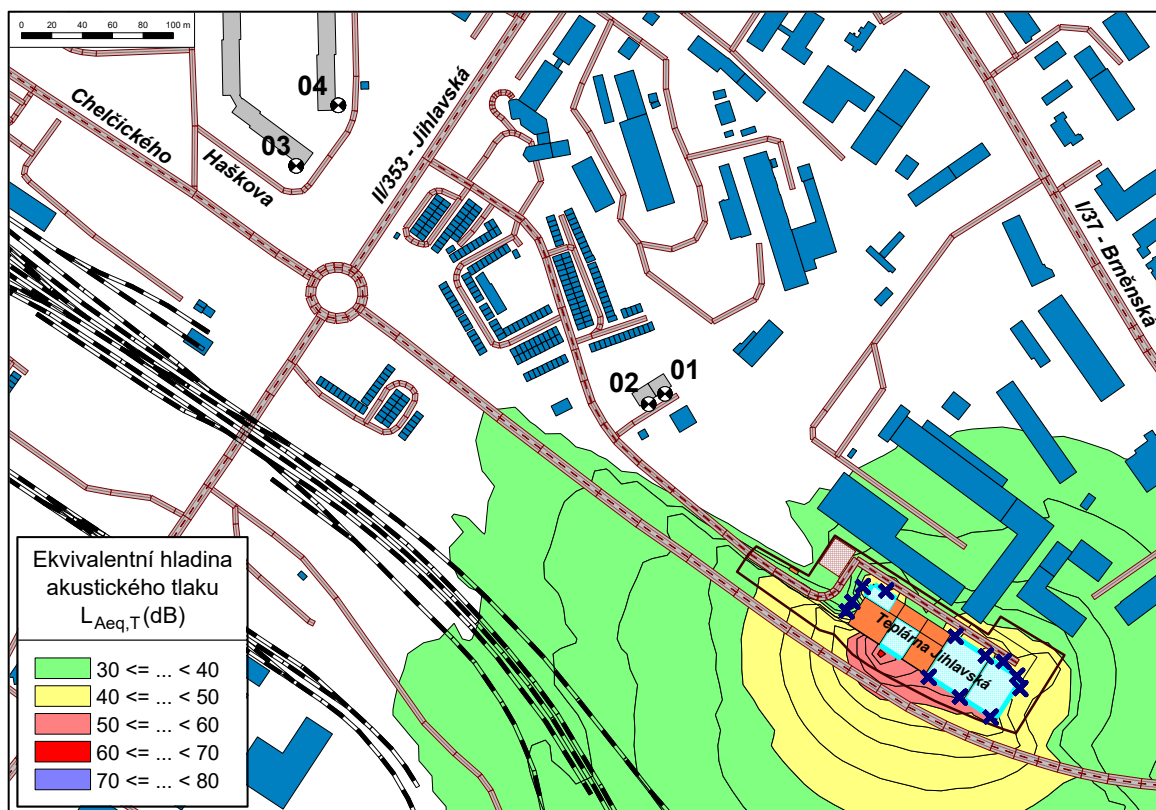 0 20 40 60 80 100 m
04
03
Chelčického
Haškova
II/353 - Jihlavská
I/37 - Brněnská
02
01
Teplárna Jihlavská
Ekvivalentní hladina
akustického tlaku
L_Aeq,T (dB)
30 <= ... < 40
40 <= ... < 50
50 <= ... < 60
60 <= ... < 70
70 <= ... < 80